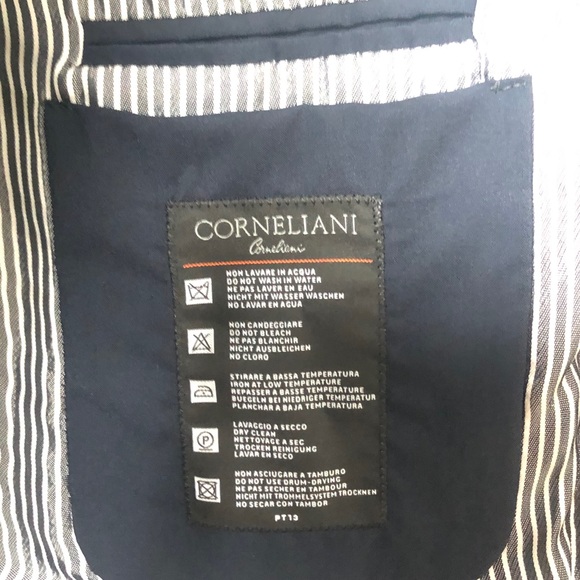 CORNELIANI
Corneliani
NON LAVARE IN ACQUA
DO NOT WASH IN WATER
NE PAS LAVER EN EAU
NICHT MIT WASSER WASCHEN
NO LAVAR EN AGUA
NON CANDEGGIARE
DO NOT BLEACH
NE PAS BLANCHIR
NICHT AUSBLEICHEN
NO CLORO
STIRARE A BASSA TEMPERATURA
IRON AT LOW TEMPERATURE
REPASSER A BASSE TEMPERATURE
BUEGELN BEI NIEDRIGER TEMPERATUR
PLANCHAR A BAJA TEMPERATURA
LAVAGGIO A SECCO
DRY CLEAN
NETTOYAGE A SEC
TROCKEN REINIGUNG
LAVAR EN SECO
P
NON ASCIUGARE A TAMBURO
DO NOT USE DRUM-DRYING
NE PAS SECHER EN TAMBOUR
NICHT MIT TROMMELSYSTEM TROCKEN
NO SECAR CON TAMBOR
PT13